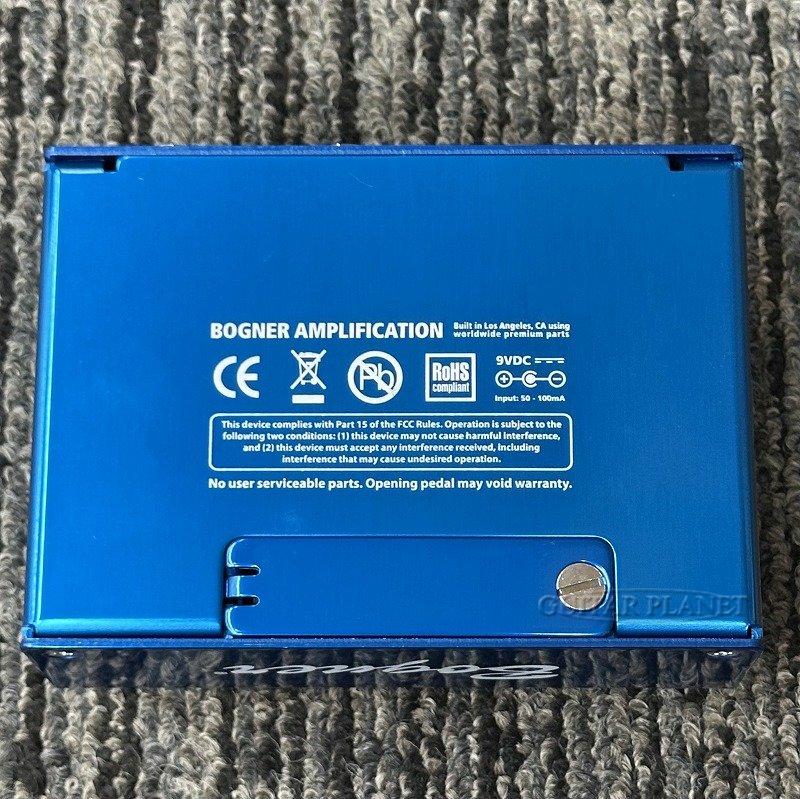 BOGNER AMPLIFICATION
Built in Los Angeles, CA using
worldwide premium parts
CE
Pb
RoHS
compliant
9VDC
Input: 50 - 100mA
This device complies with Part 15 of the FCC Rules. Operation is subject to the
following two conditions: (1) this device may not cause harmful Interference,
and (2) this device must accept any interference received, including
interference that may cause undesired operation.
No user serviceable parts. Opening pedal may void warranty.
GUITAR PLANET
Bogner